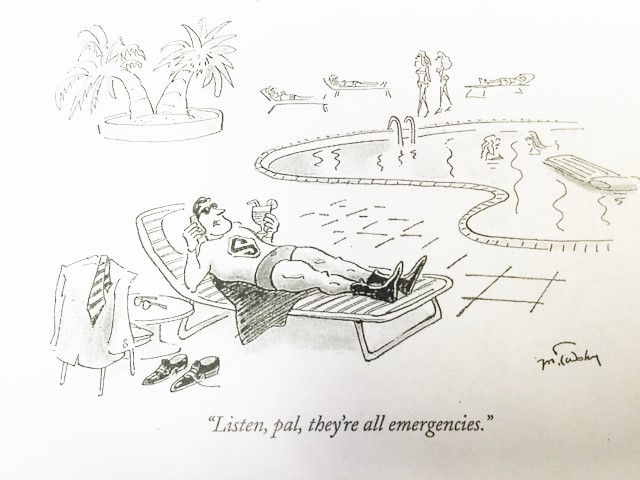 S
"Listen, pal, they're all emergencies."